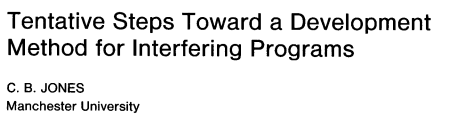 Tentative Steps Toward a Development
Method for Interfering Programs
C. B. JONES
Manchester University